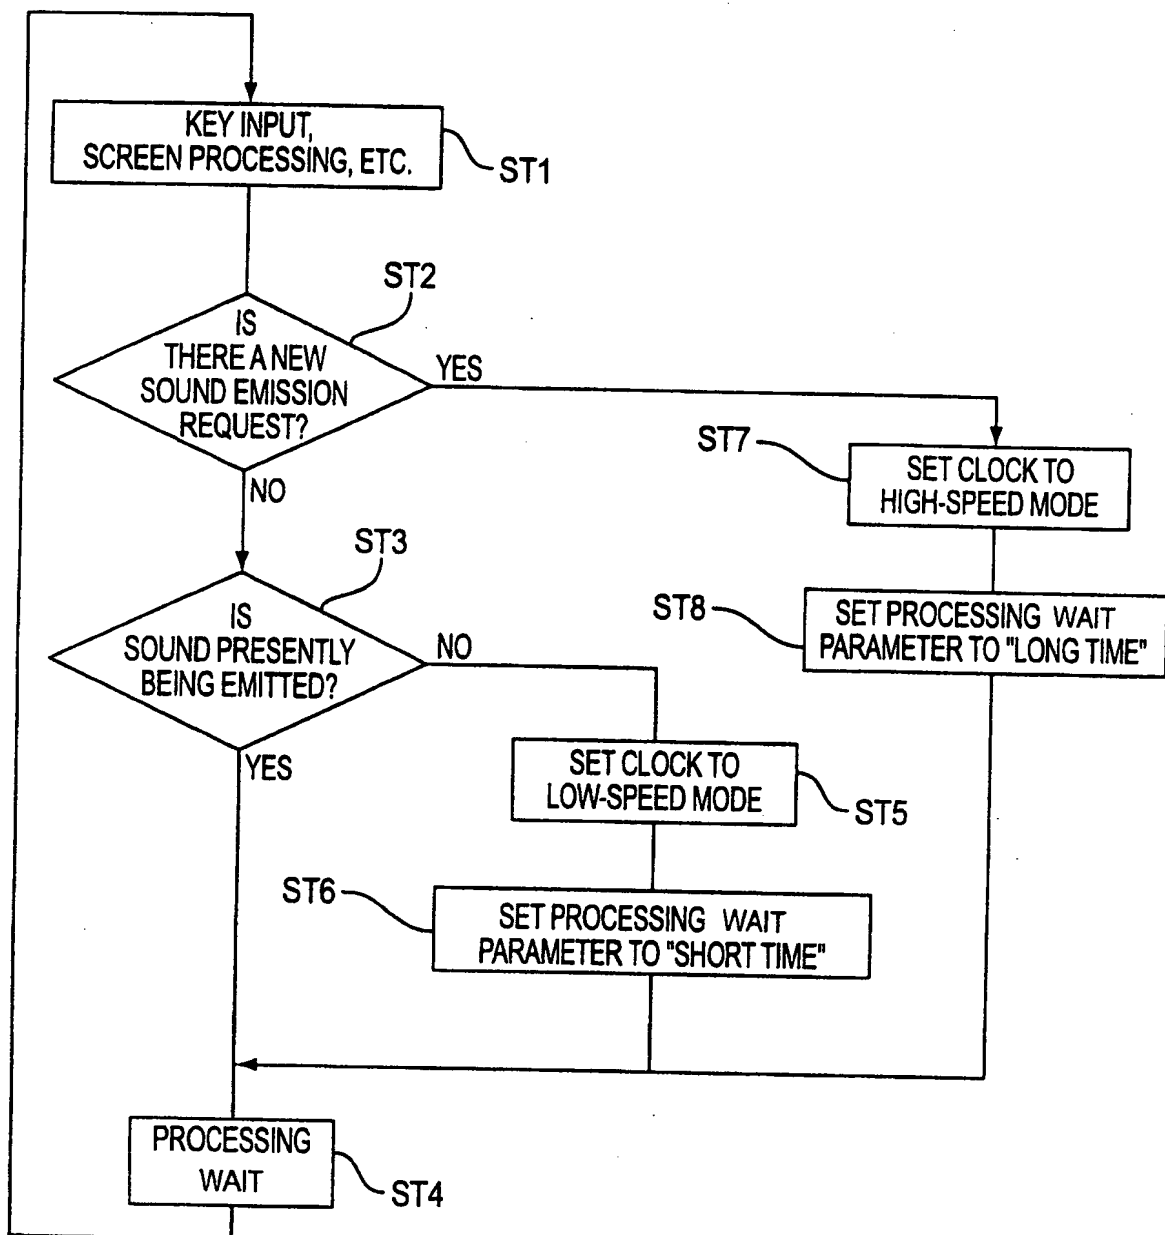 KEY INPUT,
SCREEN PROCESSING, ETC.
ST1
ST2
IS
THERE A NEW
SOUND EMISSION
REQUEST?
YES
NO
ST7
SET CLOCK TO
HIGH-SPEED MODE
ST3
IS
SOUND PRESENTLY
BEING EMITTED?
NO
YES
ST8
SET PROCESSING WAIT
PARAMETER TO "LONG TIME"
SET CLOCK TO
LOW-SPEED MODE
ST5
ST6
SET PROCESSING WAIT
PARAMETER TO "SHORT TIME"
PROCESSING
WAIT
ST4